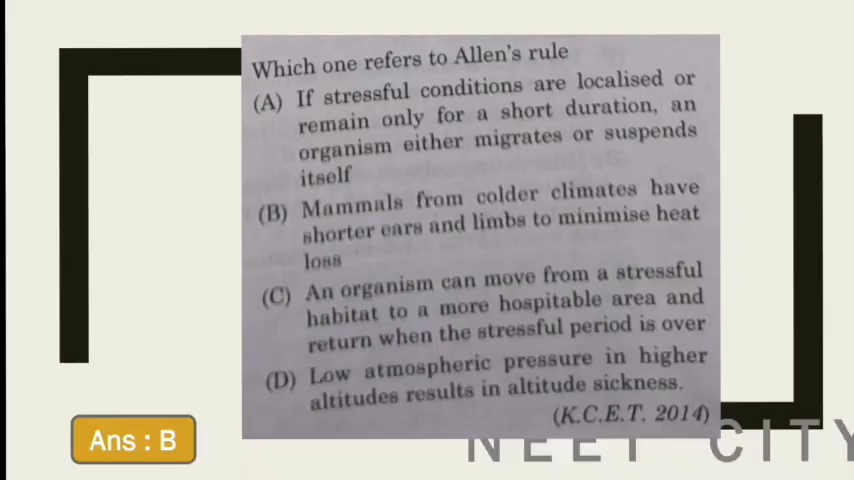 Which one refers to Allen's rule
(A) If stressful conditions are localised or
remain only for a short duration, an
organism either migrates or suspends
itself
(B) Mammals from colder climates have
shorter ears and limbs to minimise heat
loss
(C) An organism can move from a stressful
habitat to a more hospitable area and
return when the stressful period is over
(D) Low atmospheric pressure in higher
altitudes results in altitude sickness.
(K.C.E.T. 2014)
Ans : B
NEET CITY